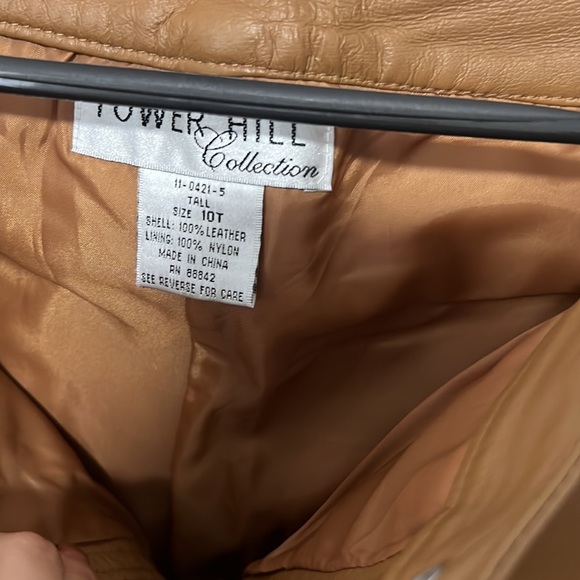 TOWER HILL
Collection
11-0421-5
TALL
SIZE 10T
SHELL: 100% LEATHER
LINING: 100% NYLON
MADE IN CHINA
RN 88842
SEE REVERSE FOR CARE